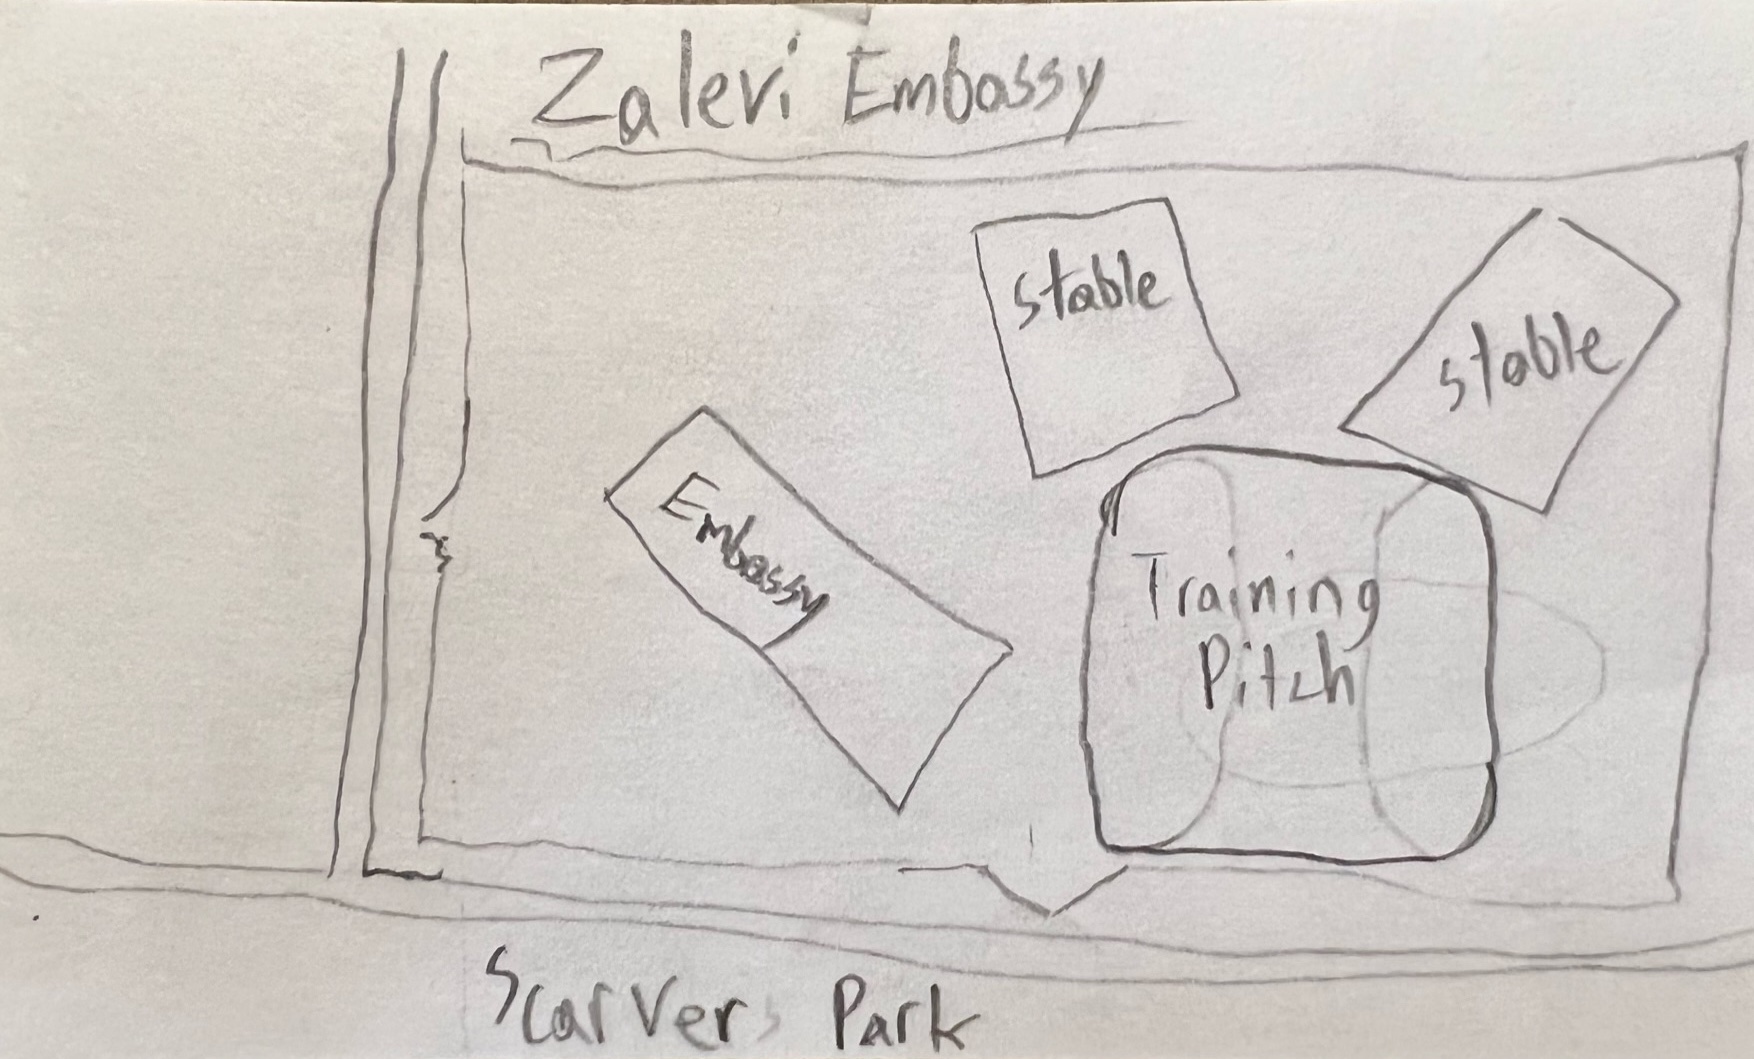 Zalevi Embassy
stable
stable
Embassy
Training
Pitch
Scarvers Park